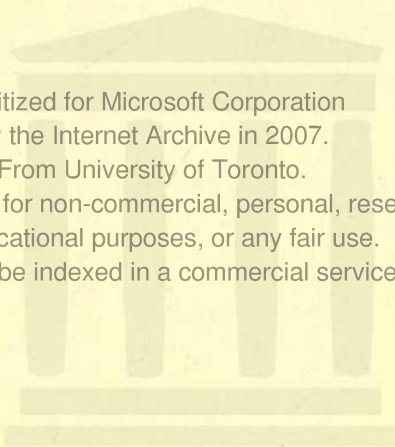 itized for Microsoft Corporation
the Internet Archive in 2007.
From University of Toronto.
for non-commercial, personal, rese
cational purposes, or any fair use.
be indexed in a commercial service